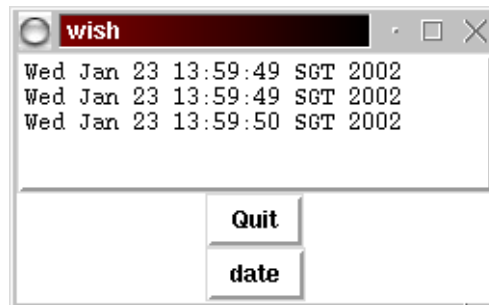 wish
Wed Jan 23 13:59:49 SGT 2002
Wed Jan 23 13:59:49 SGT 2002
Wed Jan 23 13:59:50 SGT 2002
Quit
date